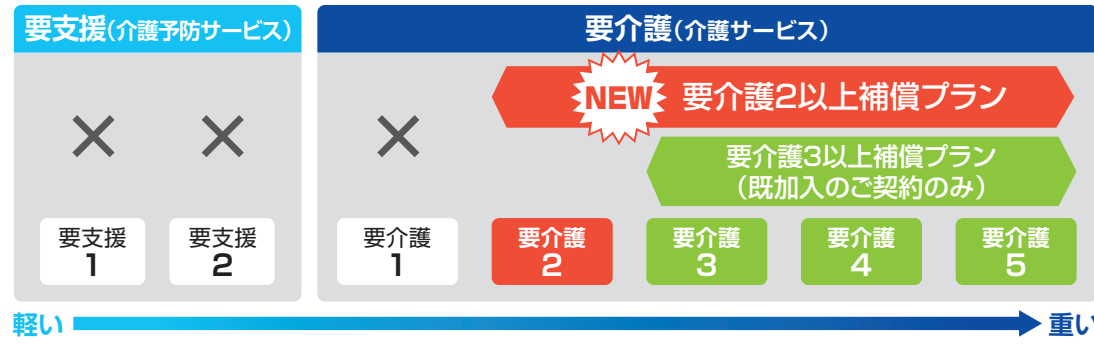 要支援(介護予防サービス)
要介護(介護サービス)
NEW 要介護2以上補償プラン
要介護3以上補償プラン
(既加入のご契約のみ)
要支援
1
要支援
2
要介護
1
要介護
2
要介護
3
要介護
4
要介護
5
軽い
重い